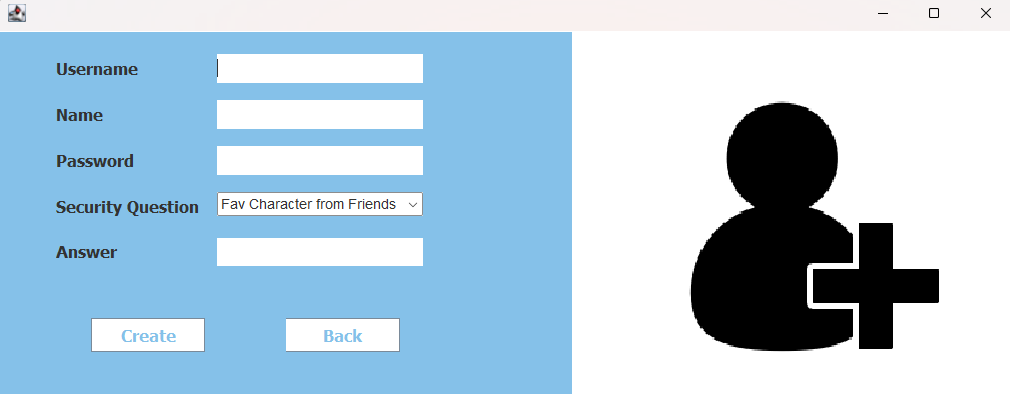 Username
Name
Password
Security Question Fav Character from Friends
Answer
Create Back